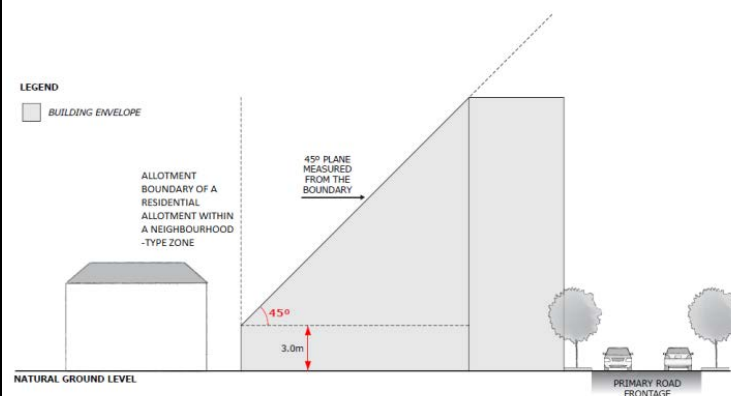 LEGEND
BUILDING ENVELOPE
ALLOTMENT
BOUNDARY OF A
RESIDENTIAL
ALLOTMENT WITHIN
A NEIGHBOURHOOD
-TYPE ZONE
45º PLANE
MEASURED
FROM THE
BOUNDARY
45º
3.0m
NATURAL GROUND LEVEL
PRIMARY ROAD
FRONTAGE